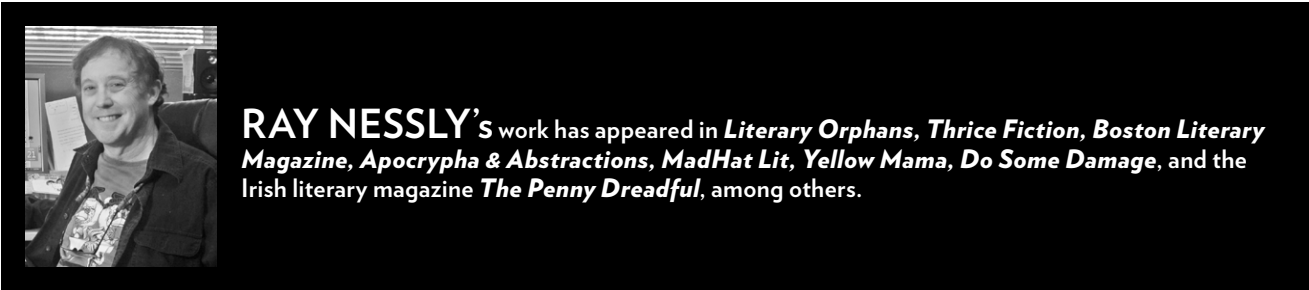 RAY NESSLY’s work has appeared in Literary Orphans, Thrice Fiction, Boston Literary
Magazine, Apocrypha & Abstractions, MadHat Lit, Yellow Mama, Do Some Damage, and the
Irish literary magazine The Penny Dreadful, among others.